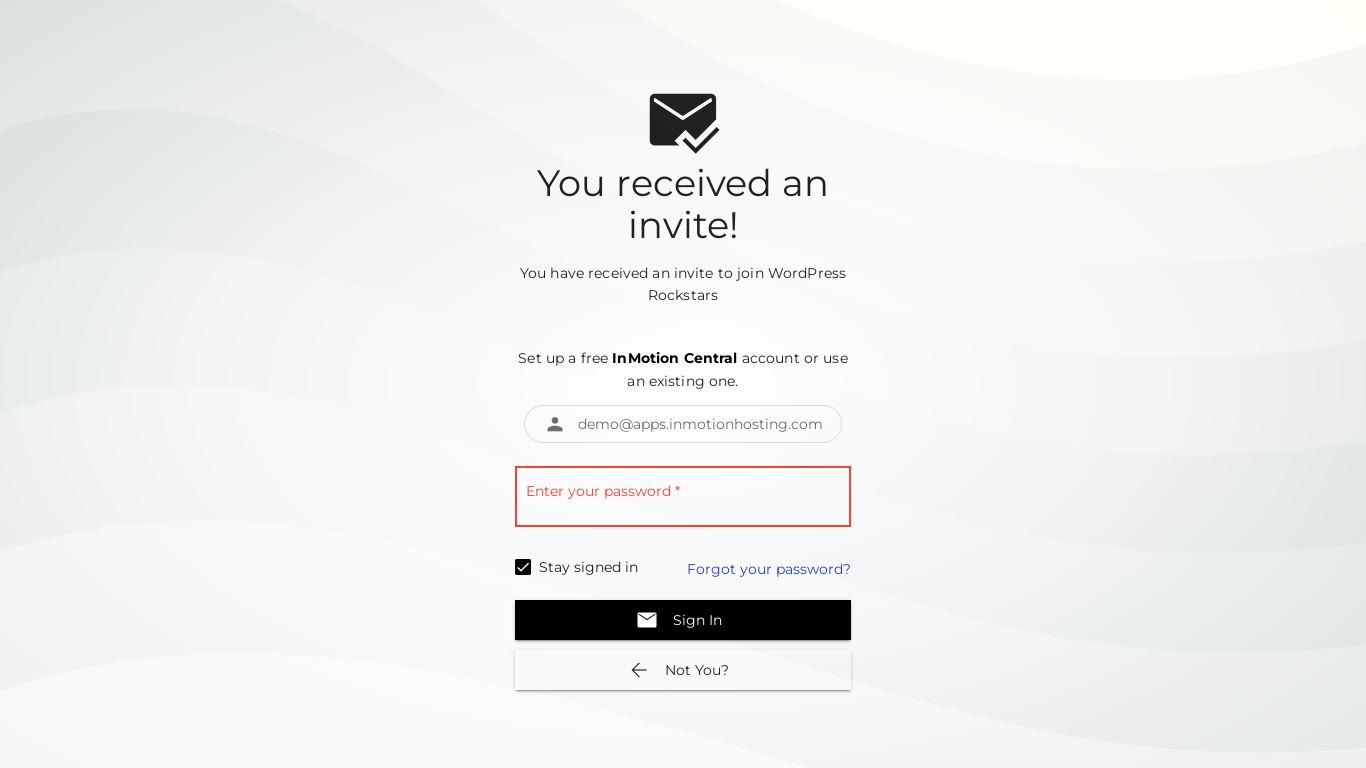 You received an
invite!
You have received an invite to join WordPress
Rockstars
Set up a free InMotion Central account or use
an existing one.
demo@apps.inmotionhosting.com
Enter your password *
Stay signed in
Forgot your password?
Sign In
Not You?